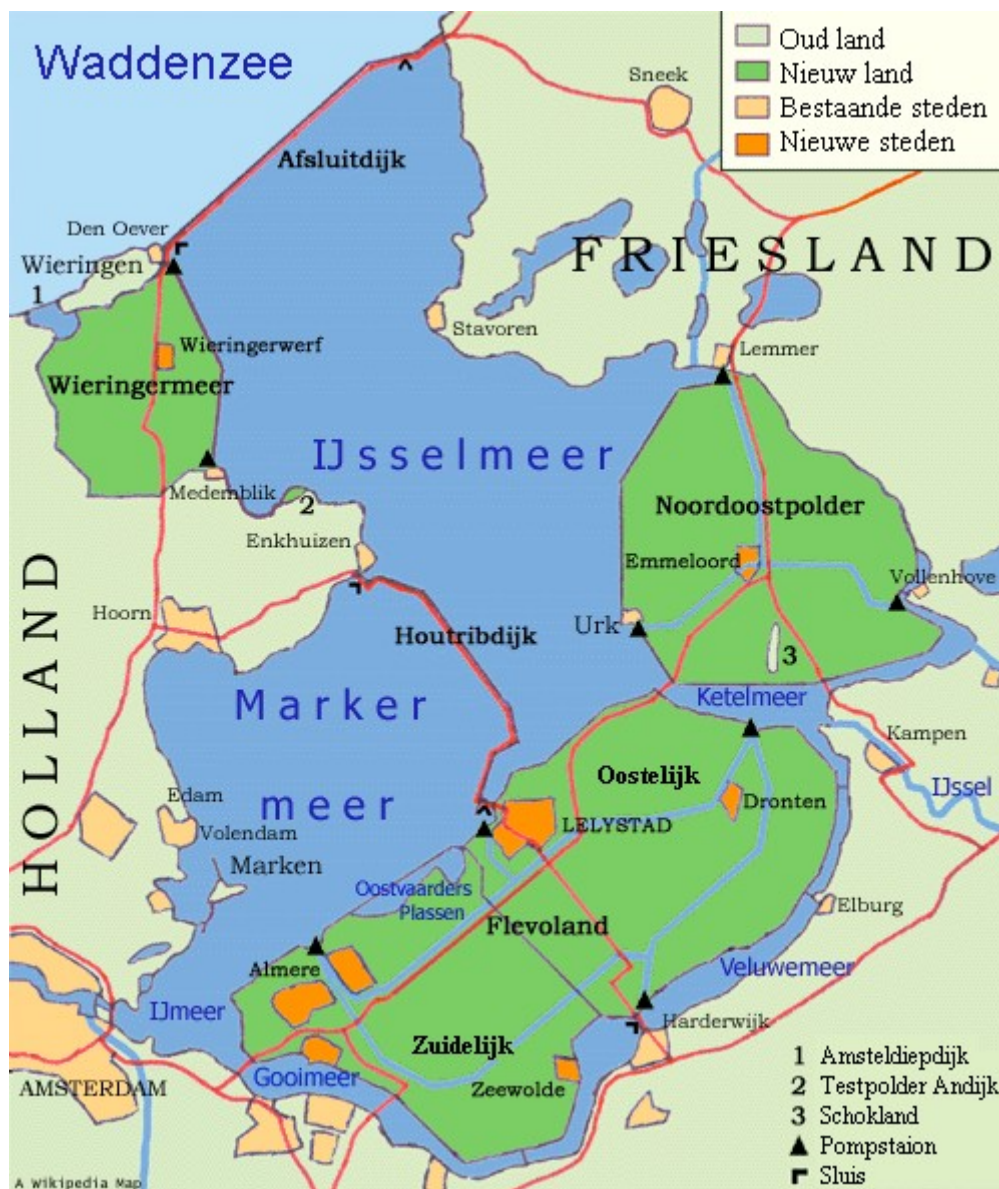 Waddenzee
Oud land
Nieuw land
Bestaande steden
Nieuwe steden
Sneek
Afsluitdijk
Den Oever
Wieringen
1
FRIESLAND
Stavoren
Wieringerwerf
Lemmer
Wieringermeer
IJsselmeer
Medemblik
2
Noordoostpolder
Enkhuizen
Emmeloord
Vollenhove
HOLLAND
Hoorn
Urk
Houtribdijk
3
Marker
meer
Ketelmeer
Kampen
IJssel
Oostelijk
Dronten
Edam
Volendam
LELYSTAD
Marken
Oostvaarders
Plassen
Elburg
Flevoland
Almere
Veluwemeer
IJmeer
Harderwijk
Zuidelijk
Gooimeer
Zeewolde
AMSTERDAM
1 Amsteldiepdijk
2 Testpolder Andijk
3 Schokland
Pompstaion
Sluis
A Wikipedia Map